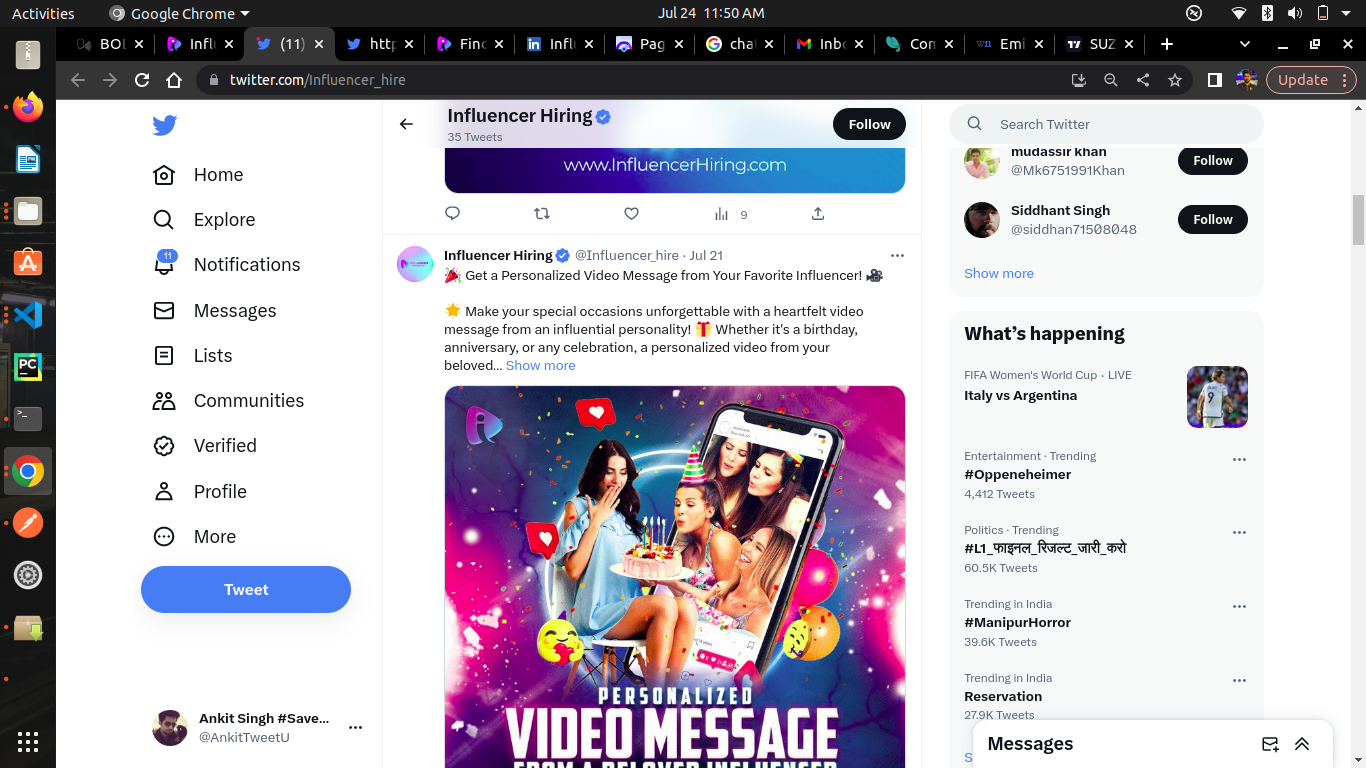 Activities
Google Chrome
Jul 24 11:50 AM
BOL
Influ
(11)
http
Finc
Influ
Pag
chat
Inbo
Con
Emi
SUZ
twitter.com/Influencer_hire
Update
Home
Explore
11
Notifications
Messages
Lists
Communities
Verified
Profile
More
Tweet
Ankit Singh #Save...
@AnkitTweetU
Influencer Hiring
35 Tweets
Follow
www.InfluencerHiring.com
9
Influencer Hiring @Influencer_hire · Jul 21
🎉 Get a Personalized Video Message from Your Favorite Influencer! 🎥
🌟 Make your special occasions unforgettable with a heartfelt video
message from an influential personality! 🎁 Whether it's a birthday,
anniversary, or any celebration, a personalized video from your
beloved... Show more
PERSONALIZED
VIDEO MESSAGE
FROM A BELOVED INFLUENCER
Search Twitter
mudassir khan
@Mk6751991Khan
Follow
Siddhant Singh
@siddhan71508048
Follow
Show more
What's happening
FIFA Women's World Cup · LIVE
Italy vs Argentina
Entertainment · Trending
#Oppeneheimer
4,412 Tweets
Politics · Trending
#L1_फाइनल_रिजल्ट_जारी_करो
60.5K Tweets
Trending in India
#ManipurHorror
39.6K Tweets
Trending in India
Reservation
27.9K Tweets
S
Messages